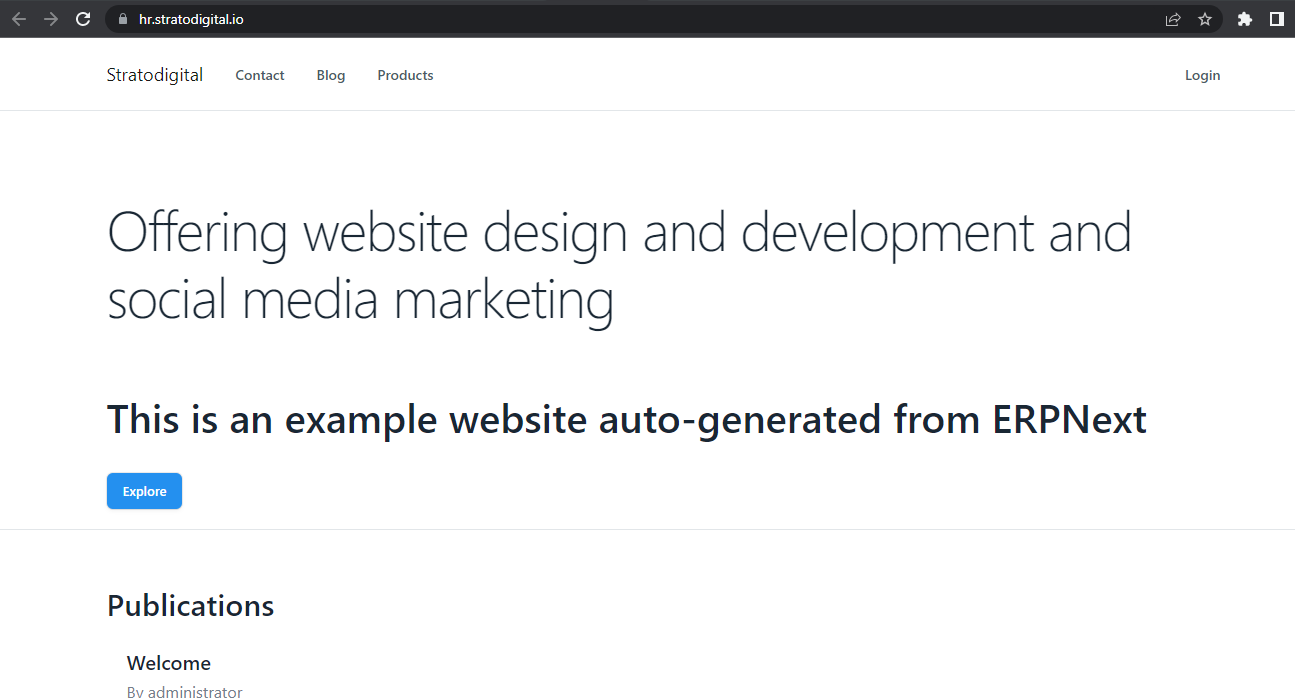 hr.stratodigital.io
Stratodigital Contact Blog Products Login
Offering website design and development and
social media marketing
This is an example website auto-generated from ERPNext
Explore
Publications
Welcome
By administrator